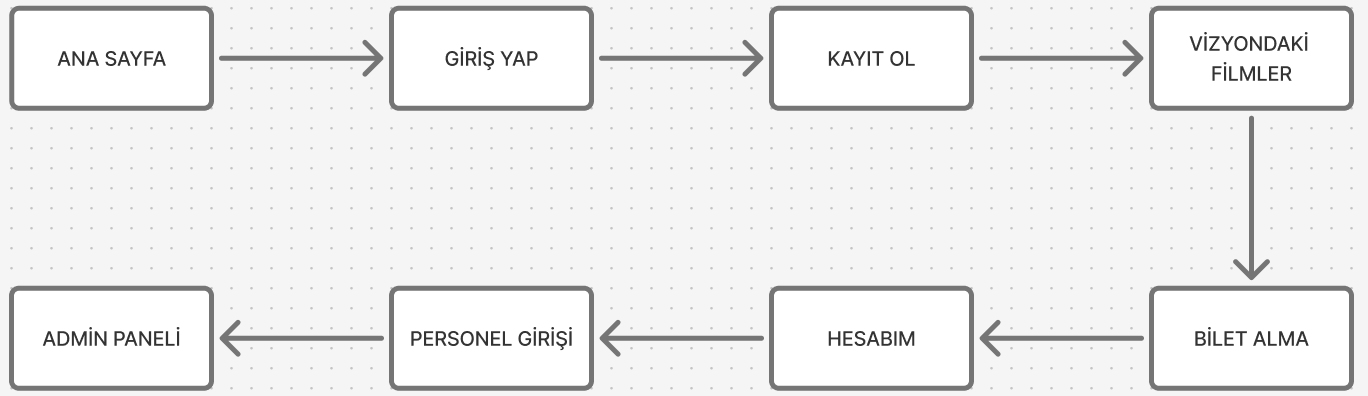 ANA SAYFA
GİRİŞ YAP
KAYIT OL
VİZYONDAKİ
FİLMLER
ADMİN PANELİ
PERSONEL GİRİŞİ
HESABIM
BİLET ALMA